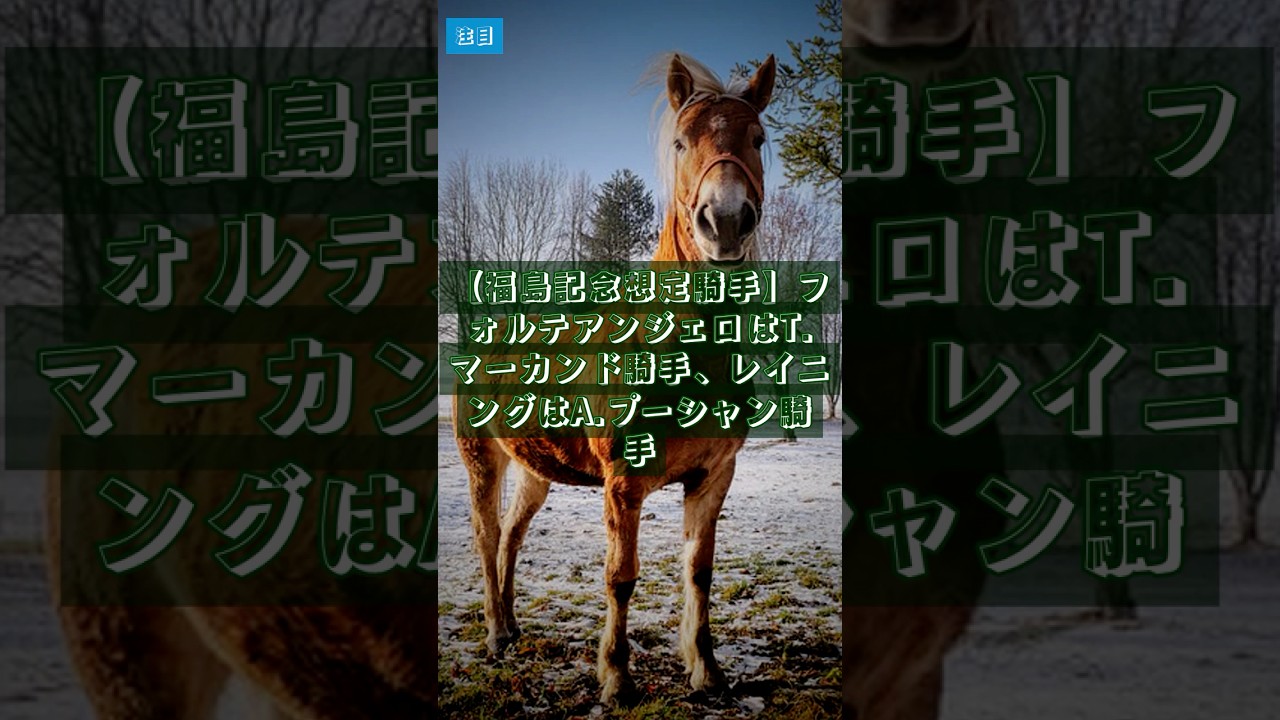 注目
【福島記念想定騎手】フ
ォルテアンジェロはT.
マーカンド騎手、レイニ
ングはA.プーシャン騎
手